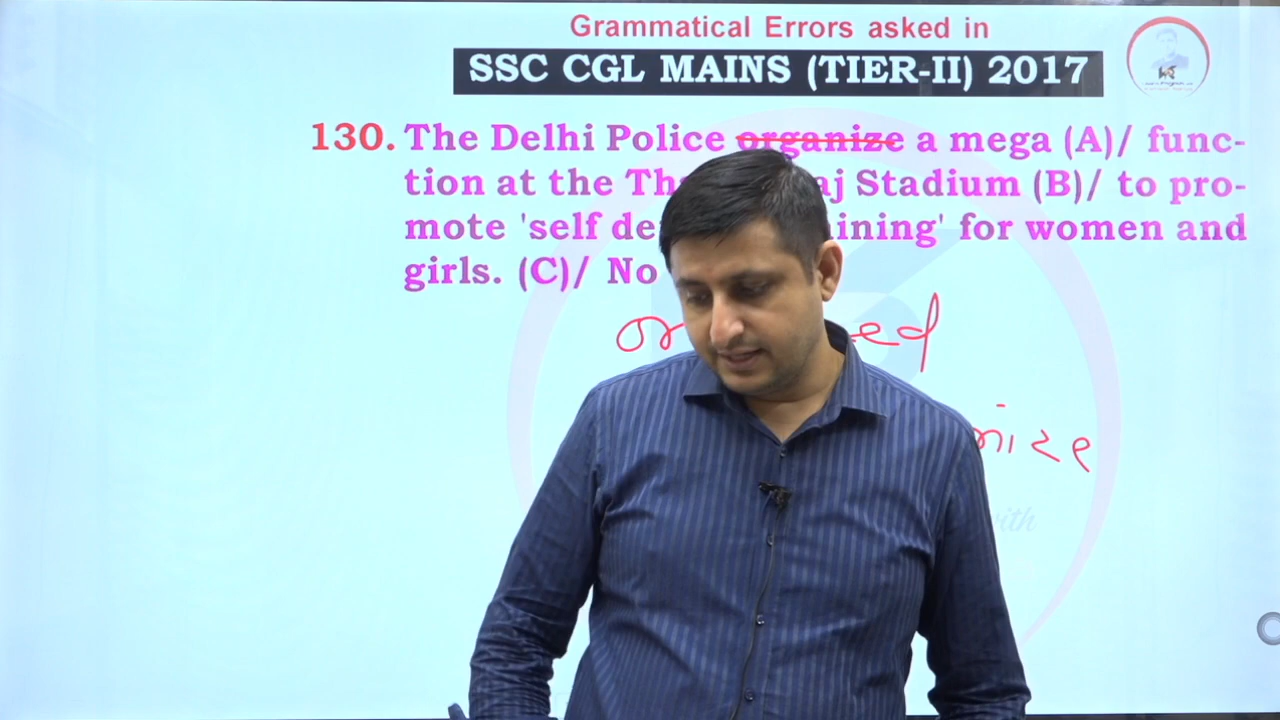 Grammatical Errors asked in
SSC CGL MAINS (TIER-II) 2017
130. The Delhi Police organize a mega (A)/ func-
tion at the Stadium (B)/ to pro-
mote 'self for women and
girls. (C)/ No
with